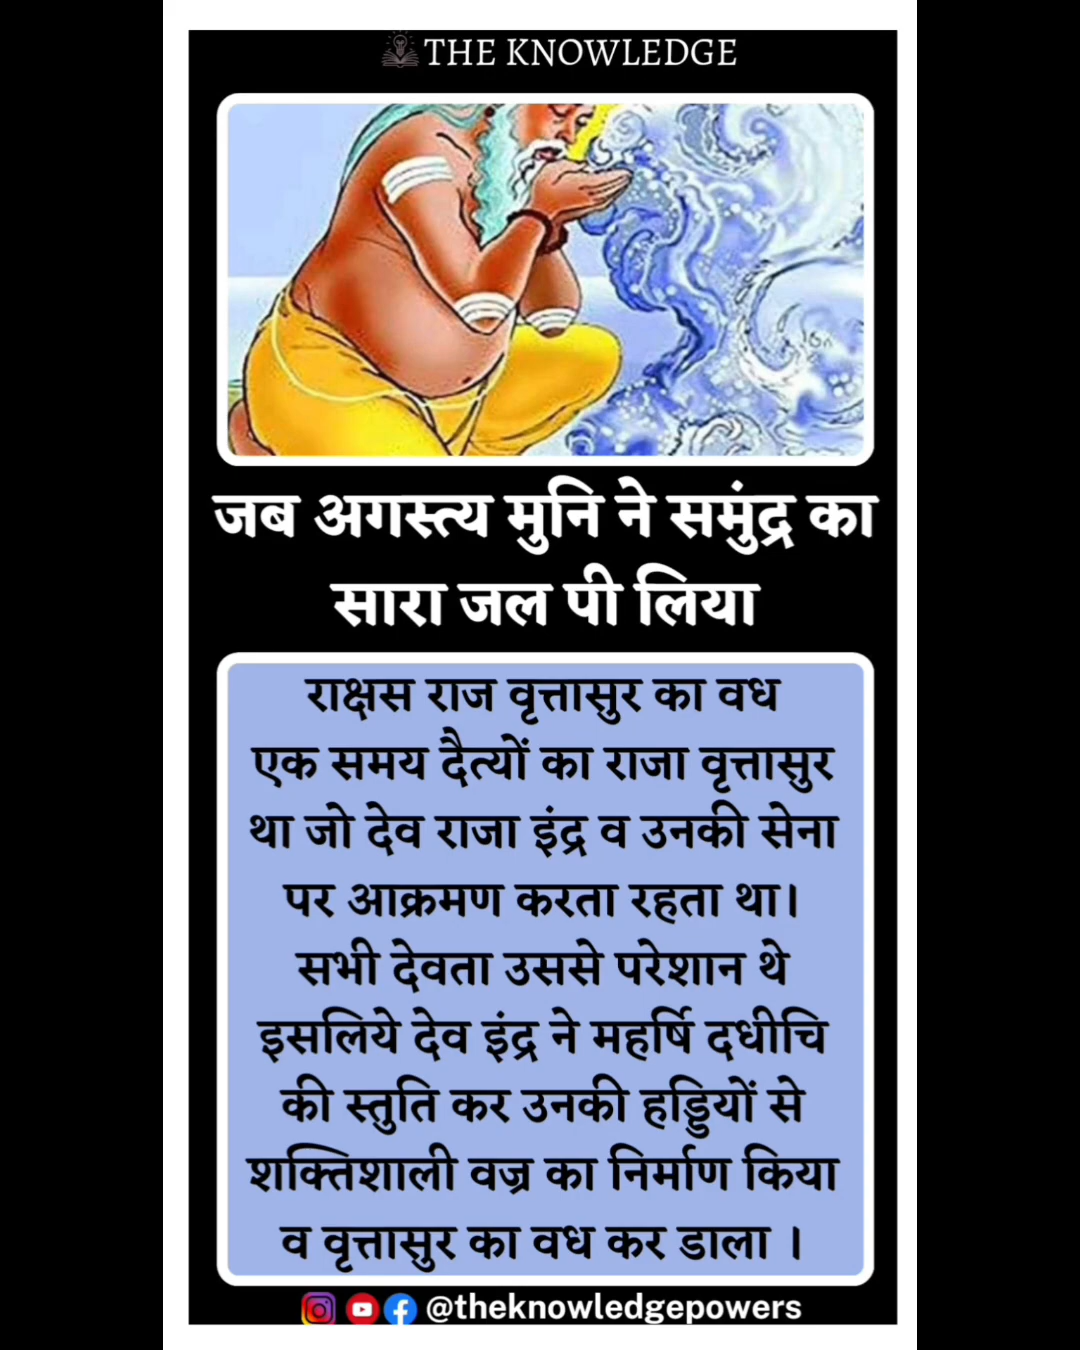 THE KNOWLEDGE
जब अगस्त्य मुनि ने समुंद्र का
सारा जल पी लिया
राक्षस राज वृत्तासुर का वध
एक समय दैत्यों का राजा वृत्तासुर
था जो देव राजा इंद्र व उनकी सेना
पर आक्रमण करता रहता था।
सभी देवता उससे परेशान थे
इसलिये देव इंद्र ने महर्षि दधीचि
की स्तुति कर उनकी हड्डियों से
शक्तिशाली वज्र का निर्माण किया
व वृत्तासुर का वध कर डाला ।
@theknowledgepowers